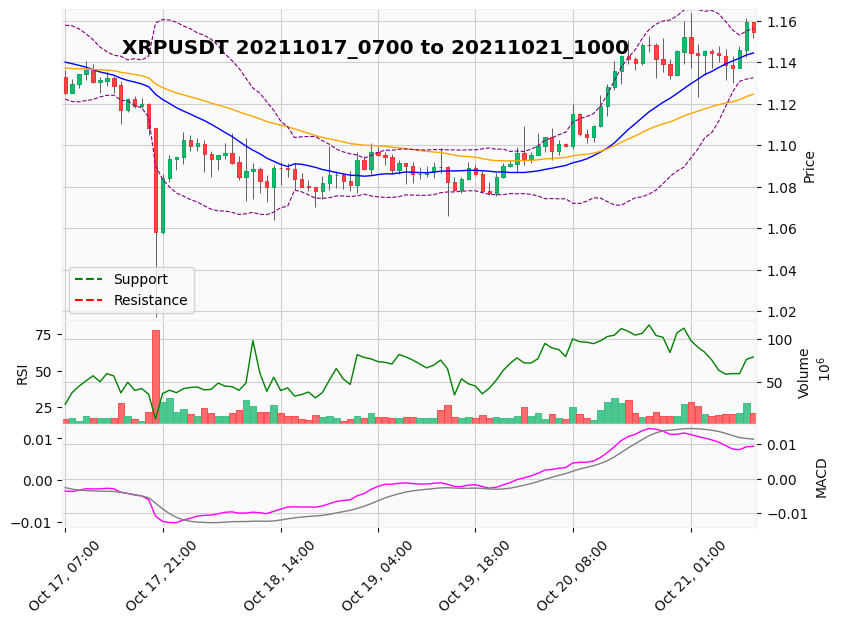 XRPUSDT 20211017_0700 to 20211021_1000
1.16
1.14
1.12
1.10
1.08
1.06
1.04
1.02
Price
Support
Resistance
75
50
25
RSI
100
50
Volume
10^6
0.01
0.00
−0.01
0.01
0.00
−0.01
MACD
Oct 17, 07:00
Oct 17, 21:00
Oct 18, 14:00
Oct 19, 04:00
Oct 19, 18:00
Oct 20, 08:00
Oct 21, 01:00